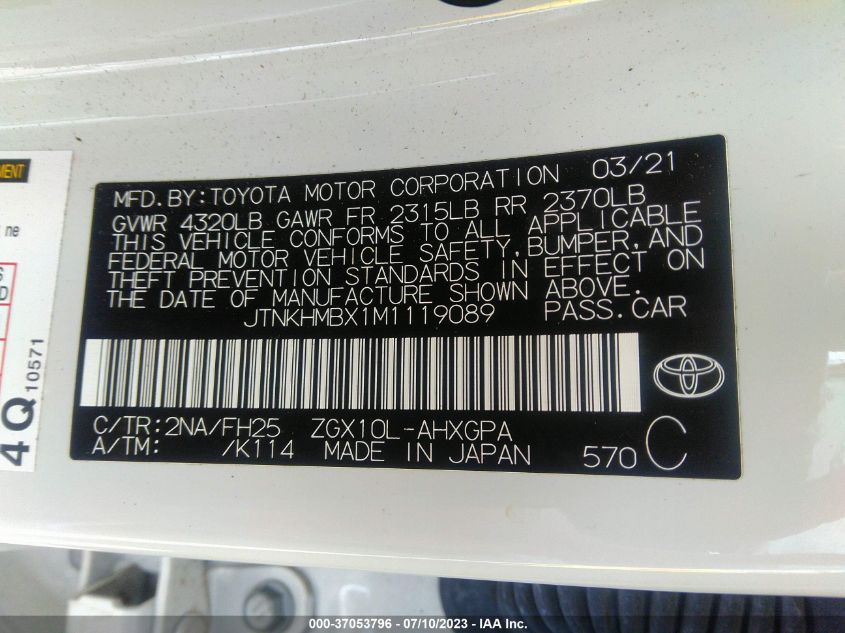 MENT
ne
S
D
4Q 10571
MFD. BY: TOYOTA MOTOR CORPORATION 03/21
GVWR 4320LB GAWR FR 2315LB RR 2370LB
THIS VEHICLE CONFORMS TO ALL APPLICABLE
FEDERAL MOTOR VEHICLE SAFETY, BUMPER, AND
THEFT PREVENTION STANDARDS IN EFFECT ON
THE DATE OF MANUFACTURE SHOWN ABOVE.
JTNKHMBX1M1119089 PASS. CAR
C/TR: 2NA/FH25 ZGX10L-AHXGPA
A/TM: /K114 MADE IN JAPAN 570 C
000-37053796 - 07/10/2023 - IAA Inc.